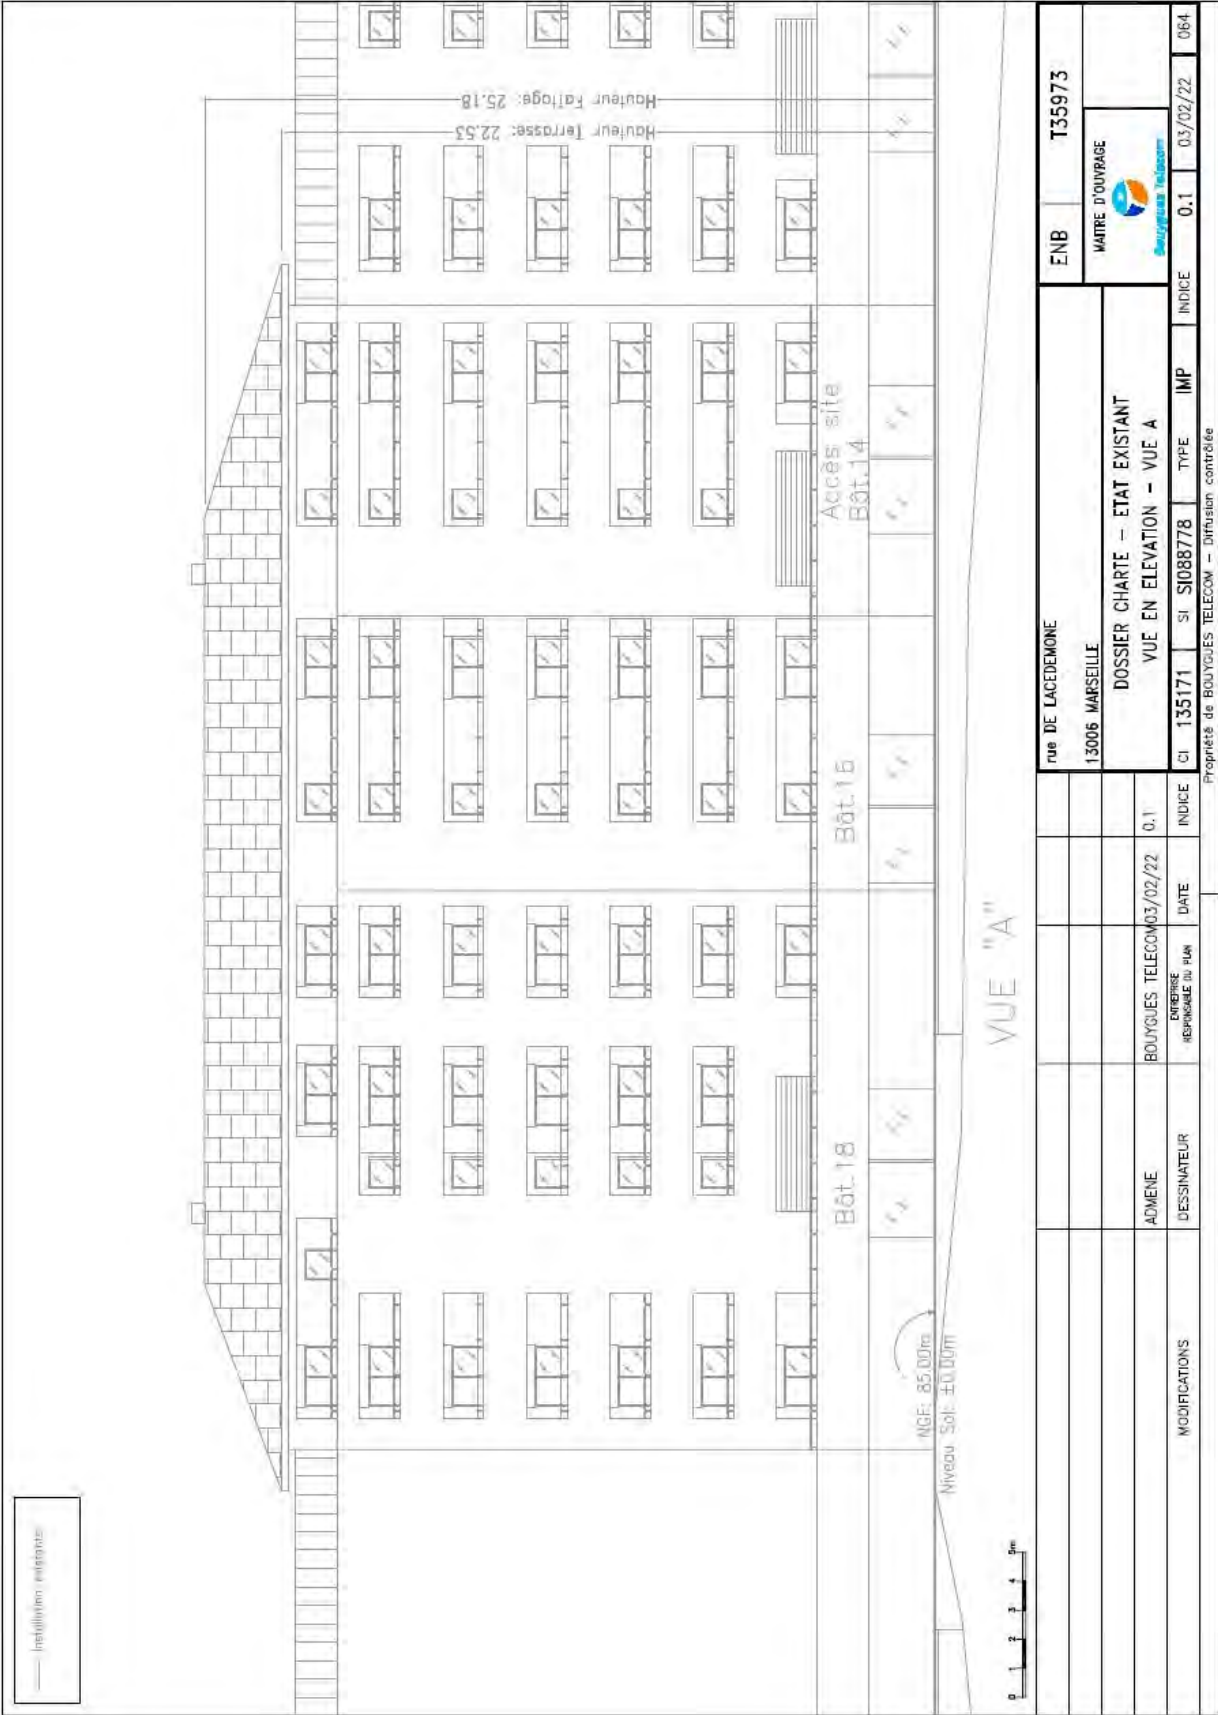 Installation existante
Hauteur Faîtage: 25.18
Hauteur Terrasse: 22.53
Accès site
Bât.14
Bât.16
Bât.18
NGF: 85.00m
Niveau Sol: ±0.00m
VUE "A"
0 1 2 3 4 5m
rue DE LACEDEMONE
13006 MARSEILLE
ENB T35973
MAITRE D'OUVRAGE
Bouygues Telecom
DOSSIER CHARTE - ETAT EXISTANT
VUE EN ELEVATION - VUE A
ADMENE BOUYGUES TELECOM 03/02/22 0.1
MODIFICATIONS DESSINATEUR ENTREPRISE RESPONSABLE DU PLAN DATE INDICE
CI 135171 SI SI088778 TYPE IMP INDICE 0.1 03/02/22 064
Propriété de BOUYGUES TELECOM - Diffusion contrôlée